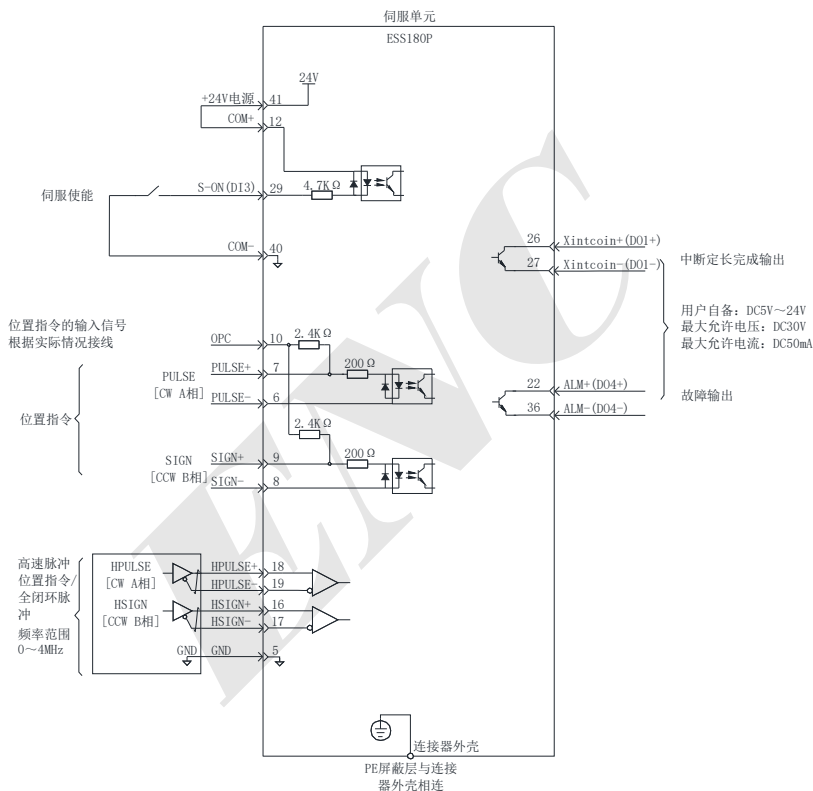 伺服单元
ESS180P
24V
+24V电源
41
COM+
12
伺服使能
S-ON(DI3)
29
4.7KΩ
COM-
40
26
Xintcoin+(DO1+)
27
Xintcoin-(DO1-)
中断定长完成输出
用户自备：DC5V～24V
最大允许电压：DC30V
最大允许电流：DC50mA
22
ALM+(DO4+)
36
ALM-(DO4-)
故障输出
位置指令的输入信号
根据实际情况接线
OPC
10
2.4KΩ
PULSE+
7
200Ω
PULSE
[CW A相]
PULSE-
6
位置指令
2.4KΩ
SIGN+
9
200Ω
SIGN
[CCW B相]
SIGN-
8
高速脉冲
位置指令/
全闭环脉
冲
频率范围
0～4MHz
HPULSE
[CW A相]
HPULSE+
18
HPULSE-
19
HSIGN
[CCW B相]
HSIGN+
16
HSIGN-
17
GND
GND
5
连接器外壳
PE屏蔽层与连接
器外壳相连
ENC